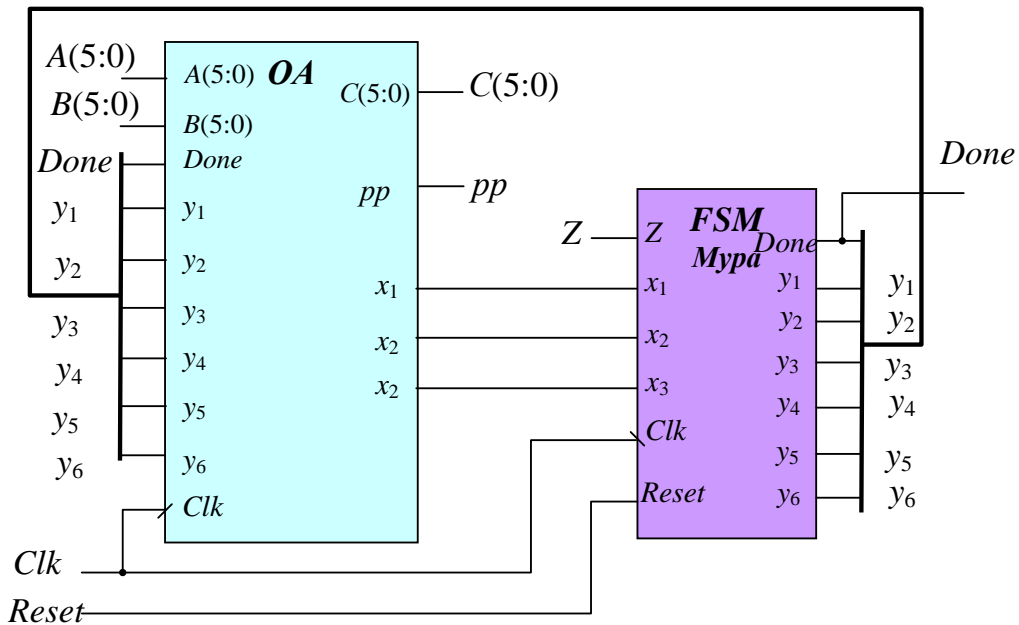 A(5:0)
B(5:0)
Done
y1
y2
y3
y4
y5
y6
Clk
Reset
A(5:0) OA
B(5:0)
Done
y1
y2
y3
y4
y5
y6
Clk
C(5:0)
pp
x1
x2
x2
C(5:0)
pp
Z
Z
x1
x2
x3
Clk
Reset
FSM
Mура
Done
y1
y2
y3
y4
y5
y6
Done
y1
y2
y3
y4
y5
y6